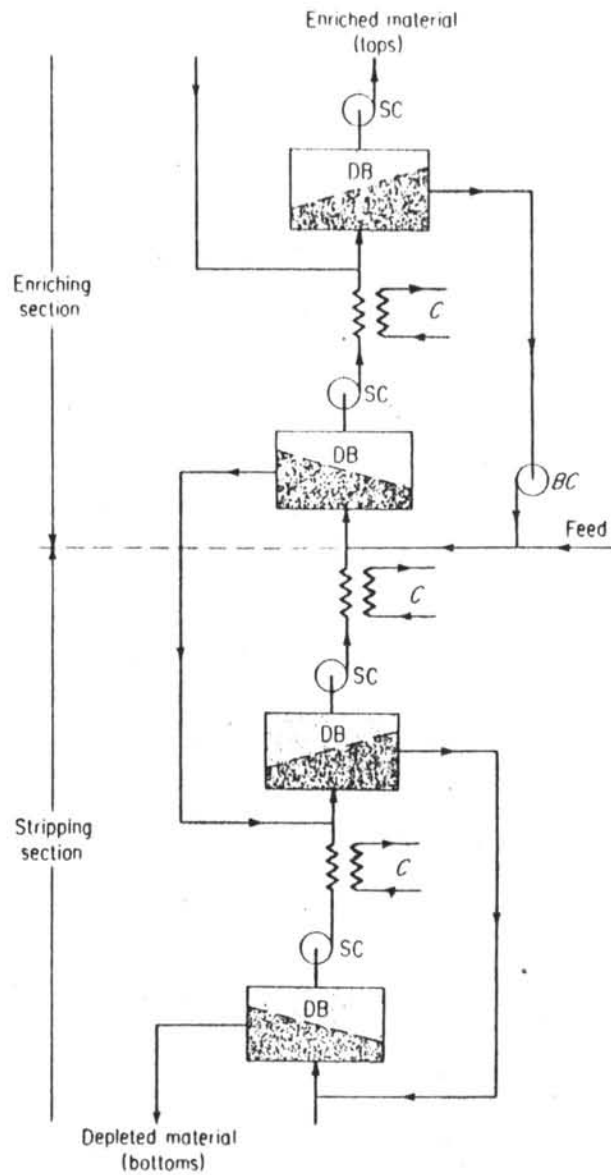 Enriched material
(tops)
SC
DB
Enriching
section
C
SC
DB
BC
Feed
C
SC
DB
Stripping
section
C
SC
DB
Depleted material
(bottoms)